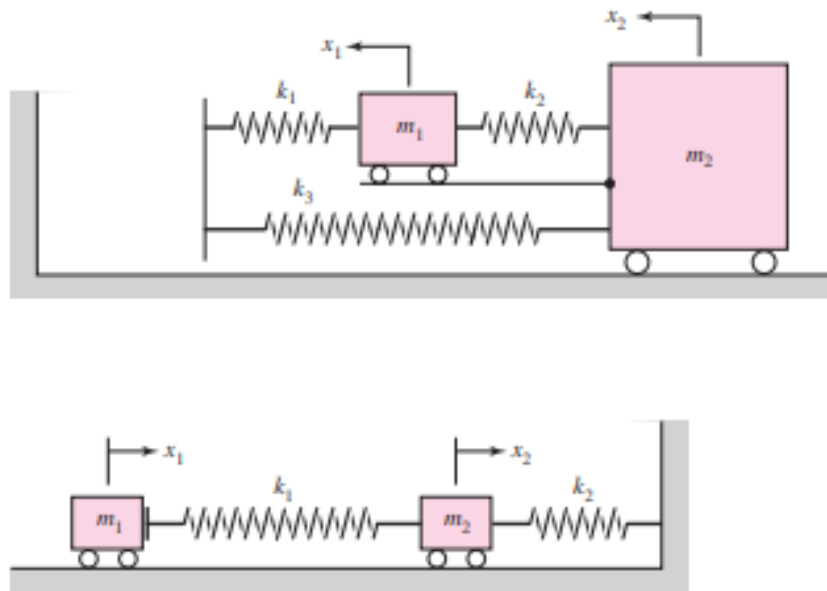 x₁ x₂
k₁ k₂
m₁ m₂
k₃
x₁ x₂
k₁ k₂
m₁ m₂